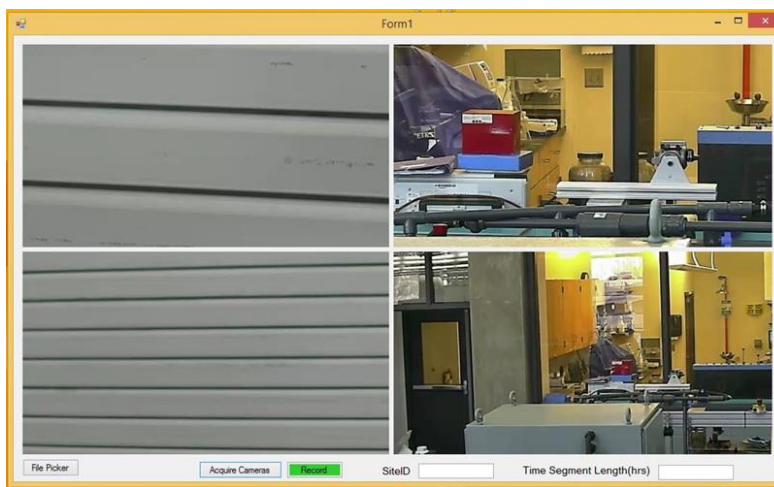 Form1
File Picker
Acquire Cameras
Record
SiteID
Time Segment Length(hrs)